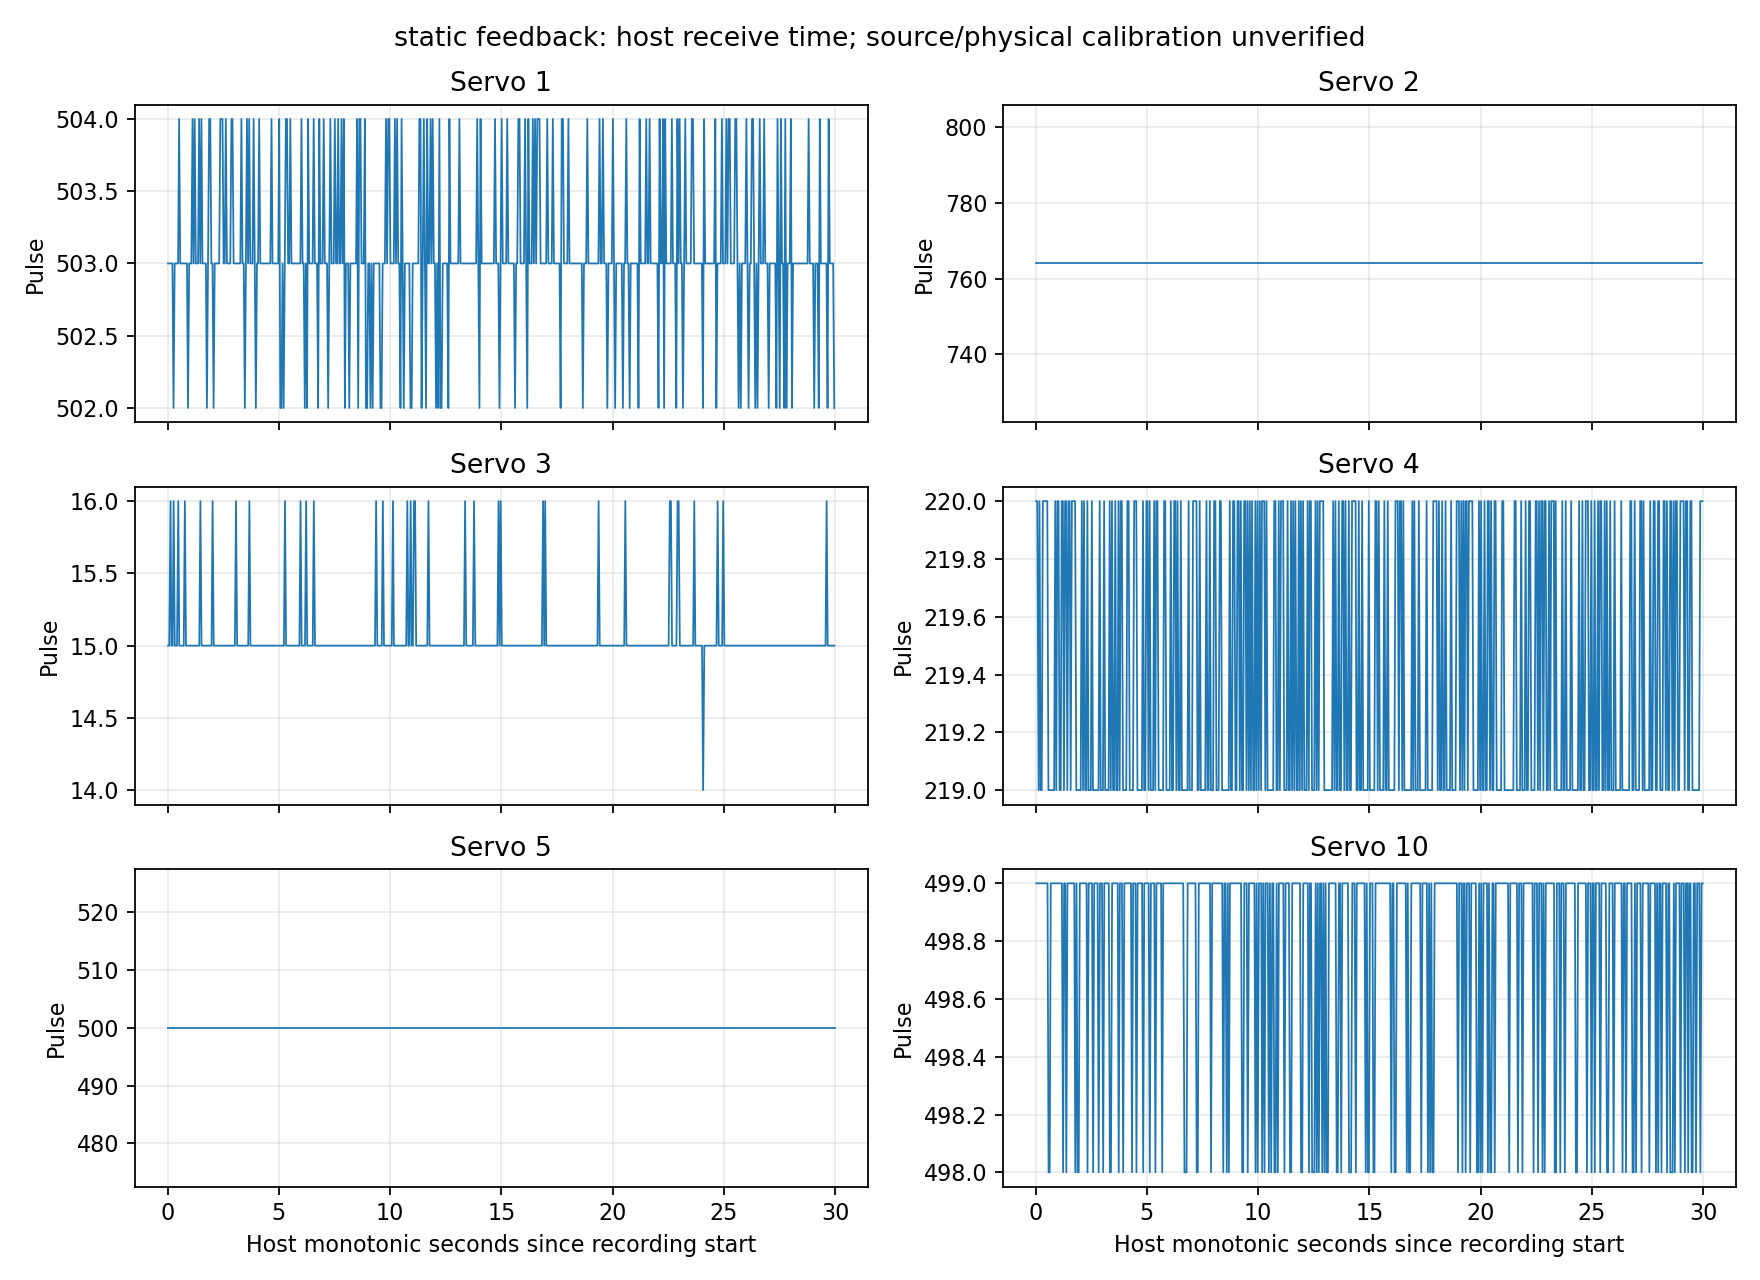 static feedback: host receive time; source/physical calibration unverified
Servo 1
Pulse
504.0
503.5
503.0
502.5
502.0
Servo 2
Pulse
800
780
760
740
Servo 3
Pulse
16.0
15.5
15.0
14.5
14.0
Servo 4
Pulse
220.0
219.8
219.6
219.4
219.2
219.0
Servo 5
Pulse
520
510
500
490
480
0 5 10 15 20 25 30
Host monotonic seconds since recording start
Servo 10
Pulse
499.0
498.8
498.6
498.4
498.2
498.0
0 5 10 15 20 25 30
Host monotonic seconds since recording start